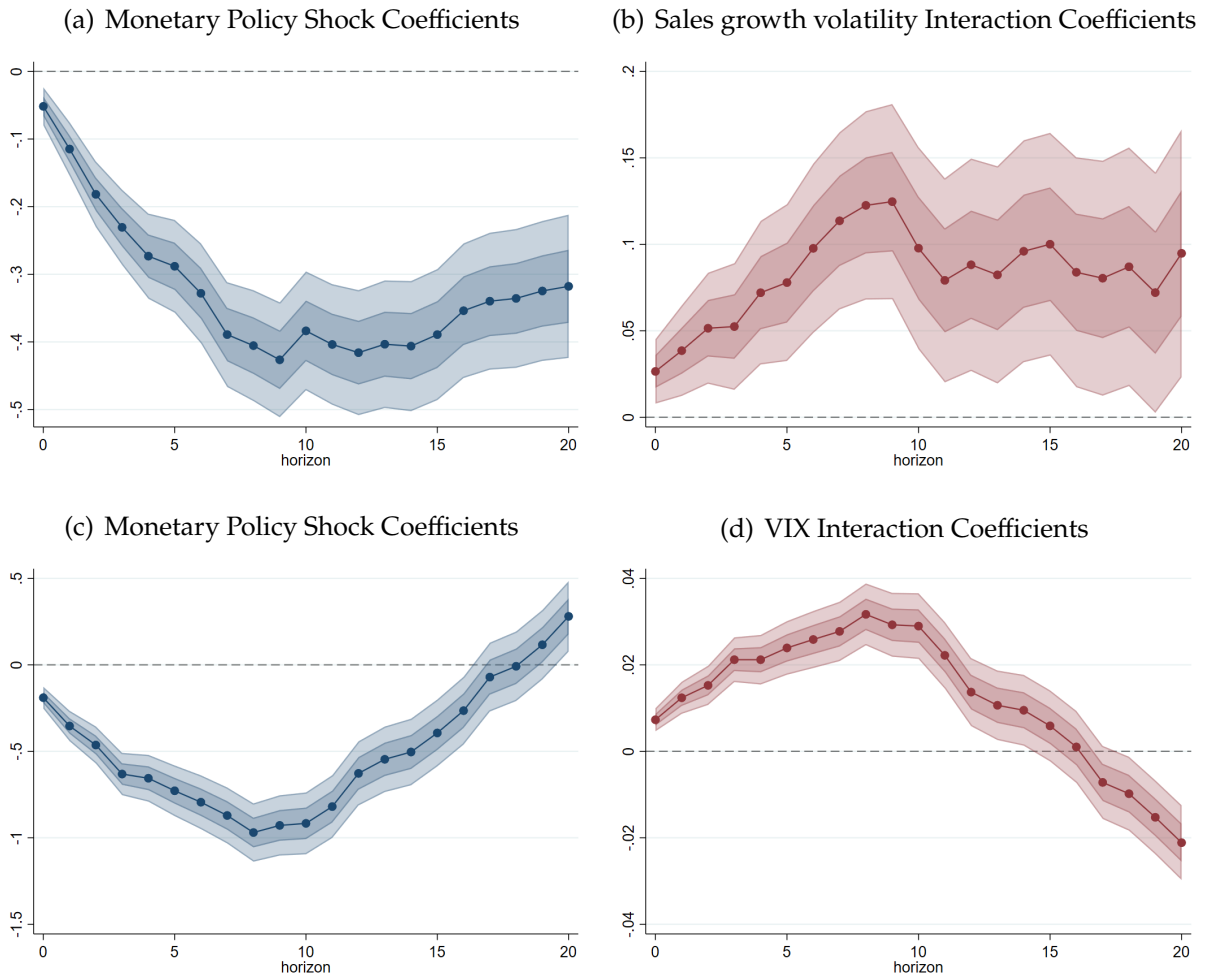 (a) Monetary Policy Shock Coefficients
0
-.1
-.2
-.3
-.4
-.5
0 5 10 15 20
horizon
(b) Sales growth volatility Interaction Coefficients
.2
.15
.1
.05
0
0 5 10 15 20
horizon
(c) Monetary Policy Shock Coefficients
.5
0
-.5
-1
-1.5
0 5 10 15 20
horizon
(d) VIX Interaction Coefficients
.04
.02
0
-.02
-.04
0 5 10 15 20
horizon